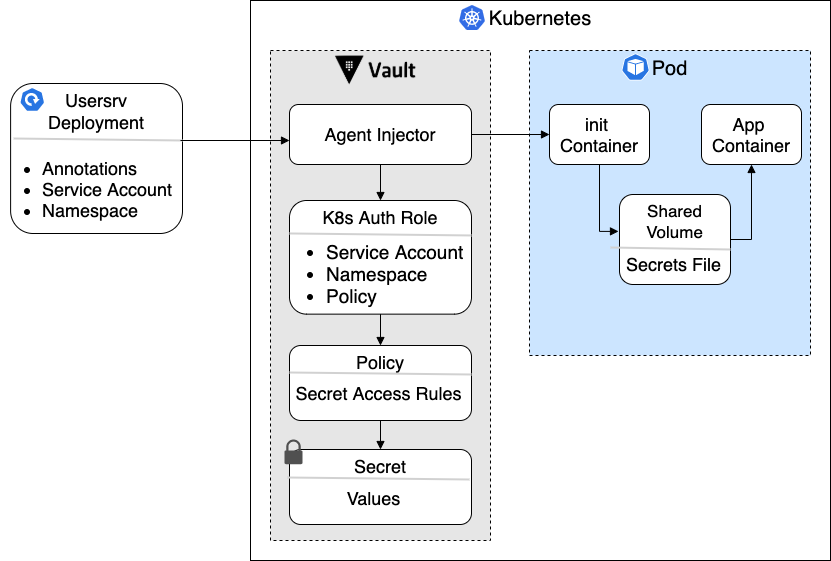 Kubernetes
Usersrv
Deployment
• Annotations
• Service Account
• Namespace
Vault
Agent Injector
K8s Auth Role
• Service Account
• Namespace
• Policy
Policy
Secret Access Rules
Secret
Values
Pod
init
Container
App
Container
Shared
Volume
Secrets File